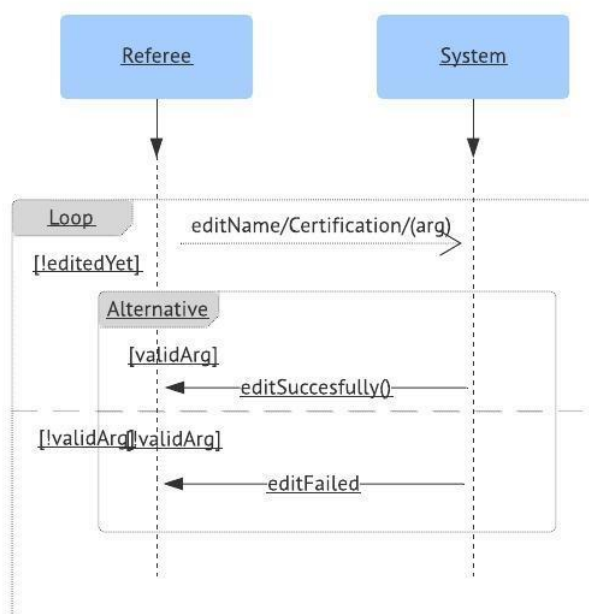 Referee
System
Loop
editName/Certification/(arg)
[!editedYet]
Alternative
[validArg]
editSuccesfully()
[!validArg]
[!validArg]
editFailed